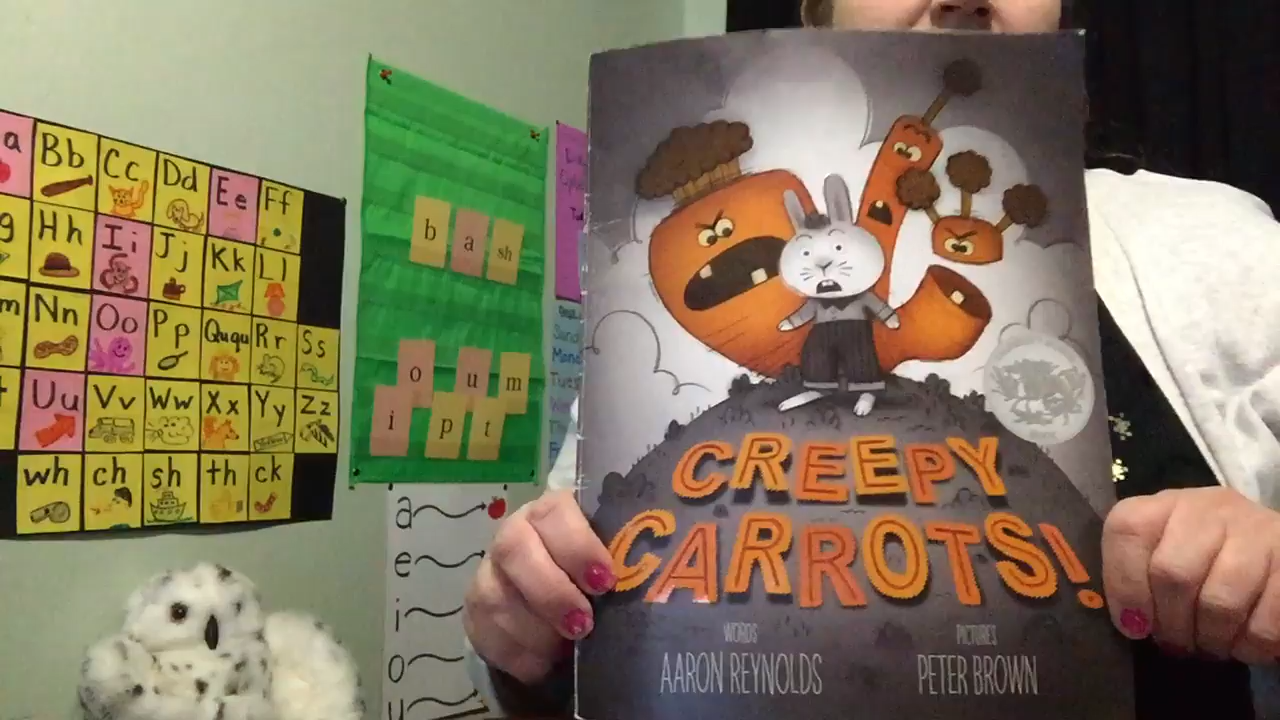 a Bb Cc Dd Ee Ff
g Hh Ii Jj Kk Ll
m Nn Oo Pp Ququ Rr Ss
Uu Vv Ww Xx Yy Zz
wh ch sh th ck
b a sh
o u m
i p t
a
e
i
o
u
CREEPY
CARROTS!
WORDS
AARON REYNOLDS
PICTURES
PETER BROWN